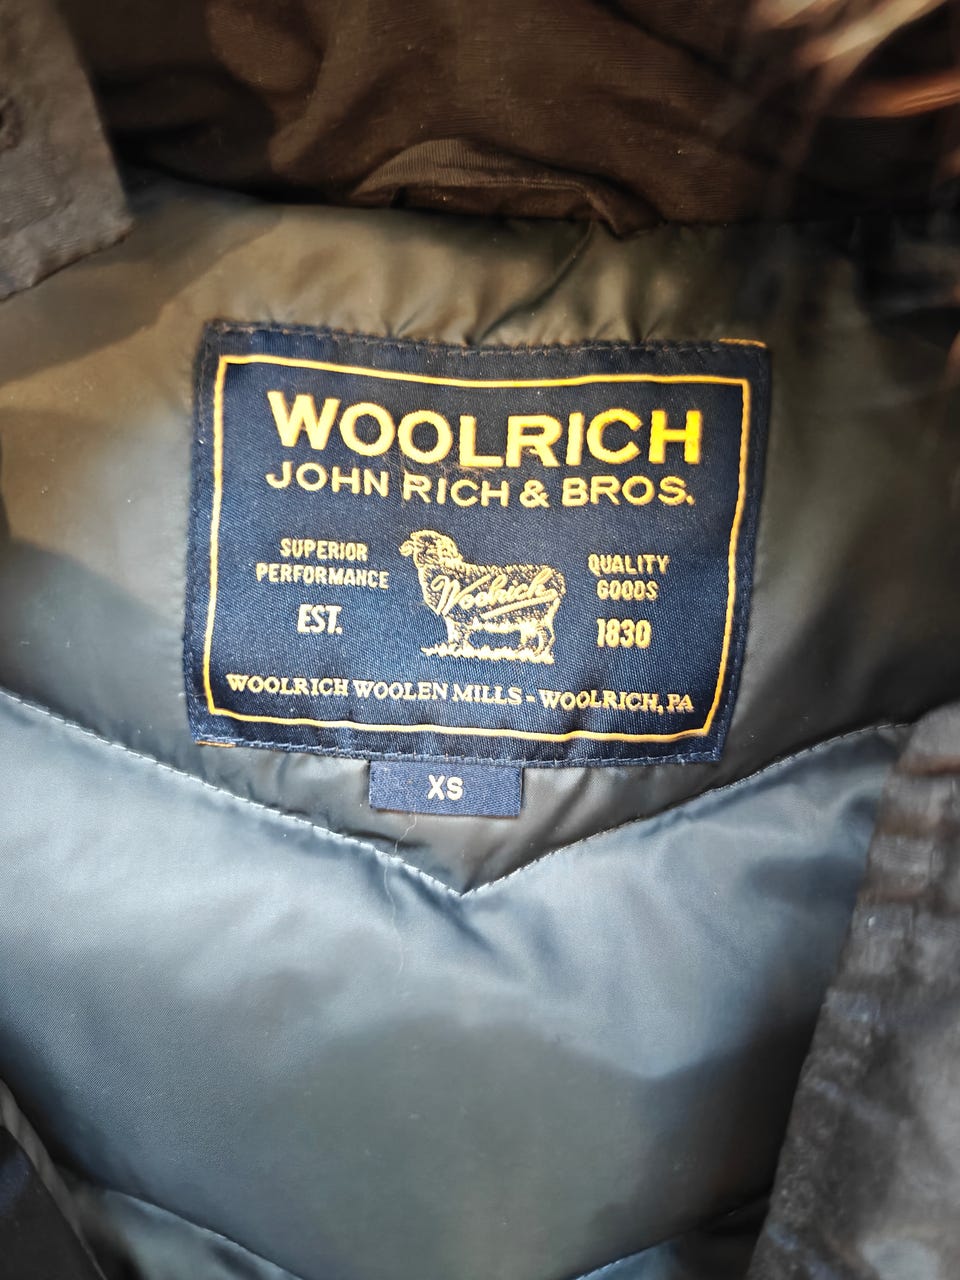 WOOLRICH
JOHN RICH & BROS.
SUPERIOR
PERFORMANCE
EST.
Woolrich
QUALITY
GOODS
1830
WOOLRICH WOOLEN MILLS - WOOLRICH, PA
XS